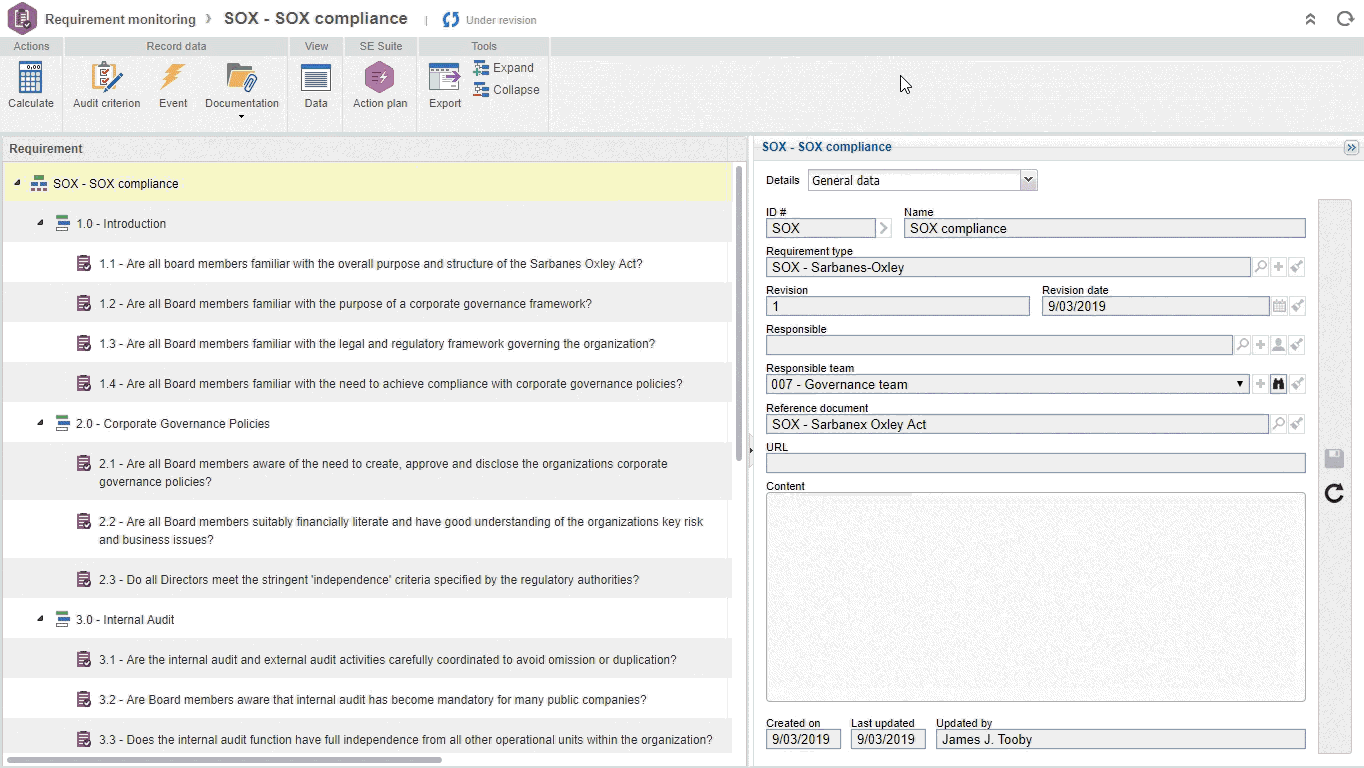 Requirement monitoring › SOX - SOX compliance | Under revision
Actions Record data View SE Suite Tools
Calculate Audit criterion Event Documentation Data Action plan Export Expand
Collapse
Requirement
SOX - SOX compliance
1.0 - Introduction
1.1 - Are all board members familiar with the overall purpose and structure of the Sarbanes Oxley Act?
1.2 - Are all Board members familiar with the purpose of a corporate governance framework?
1.3 - Are all Board members familiar with the legal and regulatory framework governing the organization?
1.4 - Are all Board members familiar with the need to achieve compliance with corporate governance policies?
2.0 - Corporate Governance Policies
2.1 - Are all Board members aware of the need to create, approve and disclose the organizations corporate
governance policies?
2.2 - Are all Board members suitably financially literate and have good understanding of the organizations key risk
and business issues?
2.3 - Do all Directors meet the stringent 'independence' criteria specified by the regulatory authorities?
3.0 - Internal Audit
3.1 - Are the internal audit and external audit activities carefully coordinated to avoid omission or duplication?
3.2 - Are Board members aware that internal audit has become mandatory for many public companies?
3.3 - Does the internal audit function have full independence from all other operational units within the organization?
SOX - SOX compliance
Details General data
ID # Name
SOX SOX compliance
Requirement type
SOX - Sarbanes-Oxley
Revision Revision date
1 9/03/2019
Responsible
Responsible team
007 - Governance team
Reference document
SOX - Sarbanex Oxley Act
URL
Content
Created on Last updated Updated by
9/03/2019 9/03/2019 James J. Tooby